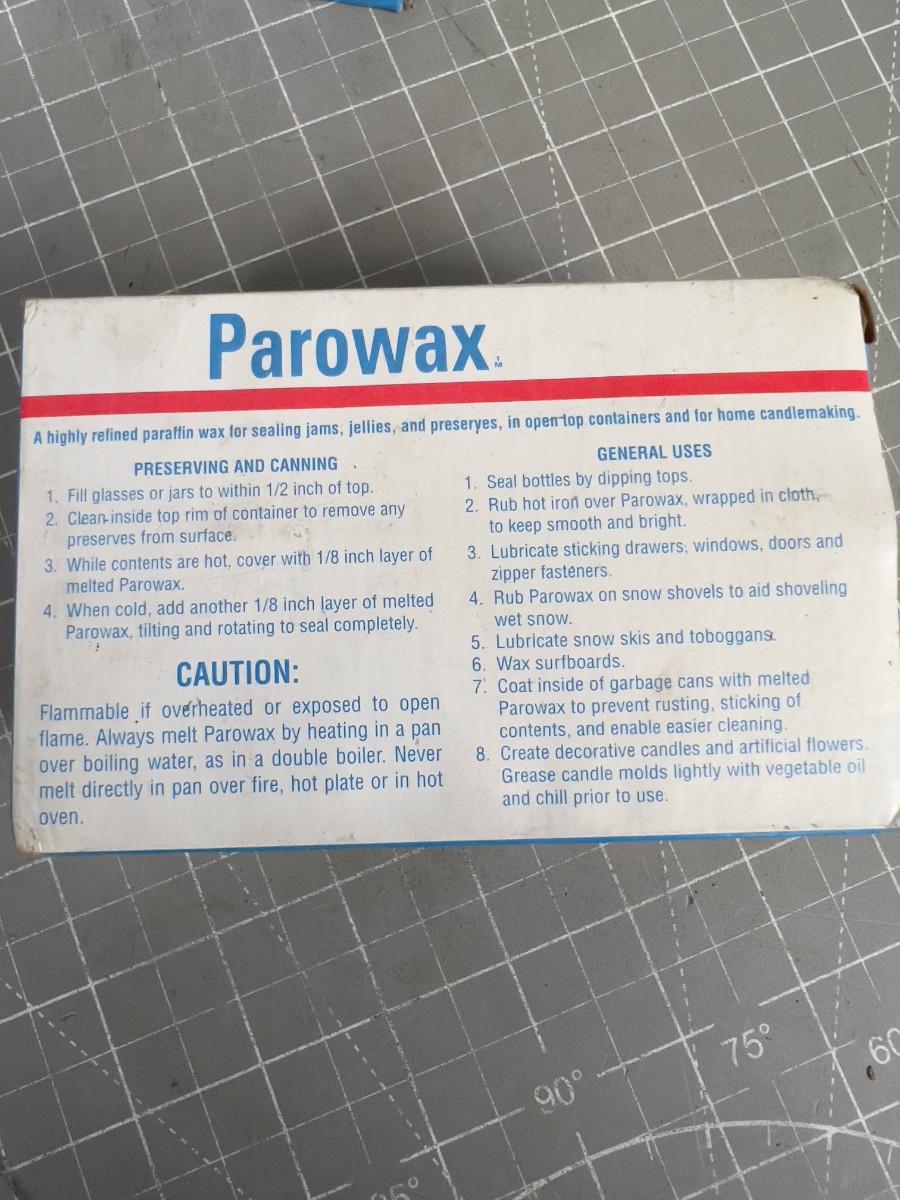 Parowax™
A highly refined paraffin wax for sealing jams, jellies, and preserves, in open top containers and for home candlemaking.
PRESERVING AND CANNING
1. Fill glasses or jars to within 1/2 inch of top.
2. Clean inside top rim of container to remove any
preserves from surface.
3. While contents are hot, cover with 1/8 inch layer of
melted Parowax.
4. When cold, add another 1/8 inch layer of melted
Parowax, tilting and rotating to seal completely.
CAUTION:
Flammable if overheated or exposed to open
flame. Always melt Parowax by heating in a pan
over boiling water, as in a double boiler. Never
melt directly in pan over fire, hot plate or in hot
oven.
GENERAL USES
1. Seal bottles by dipping tops.
2. Rub hot iron over Parowax, wrapped in cloth,
to keep smooth and bright.
3. Lubricate sticking drawers, windows, doors and
zipper fasteners.
4. Rub Parowax on snow shovels to aid shoveling
wet snow.
5. Lubricate snow skis and toboggans.
6. Wax surfboards.
7. Coat inside of garbage cans with melted
Parowax to prevent rusting, sticking of
contents, and enable easier cleaning.
8. Create decorative candles and artificial flowers.
Grease candle molds lightly with vegetable oil
and chill prior to use.
90°
75°
60